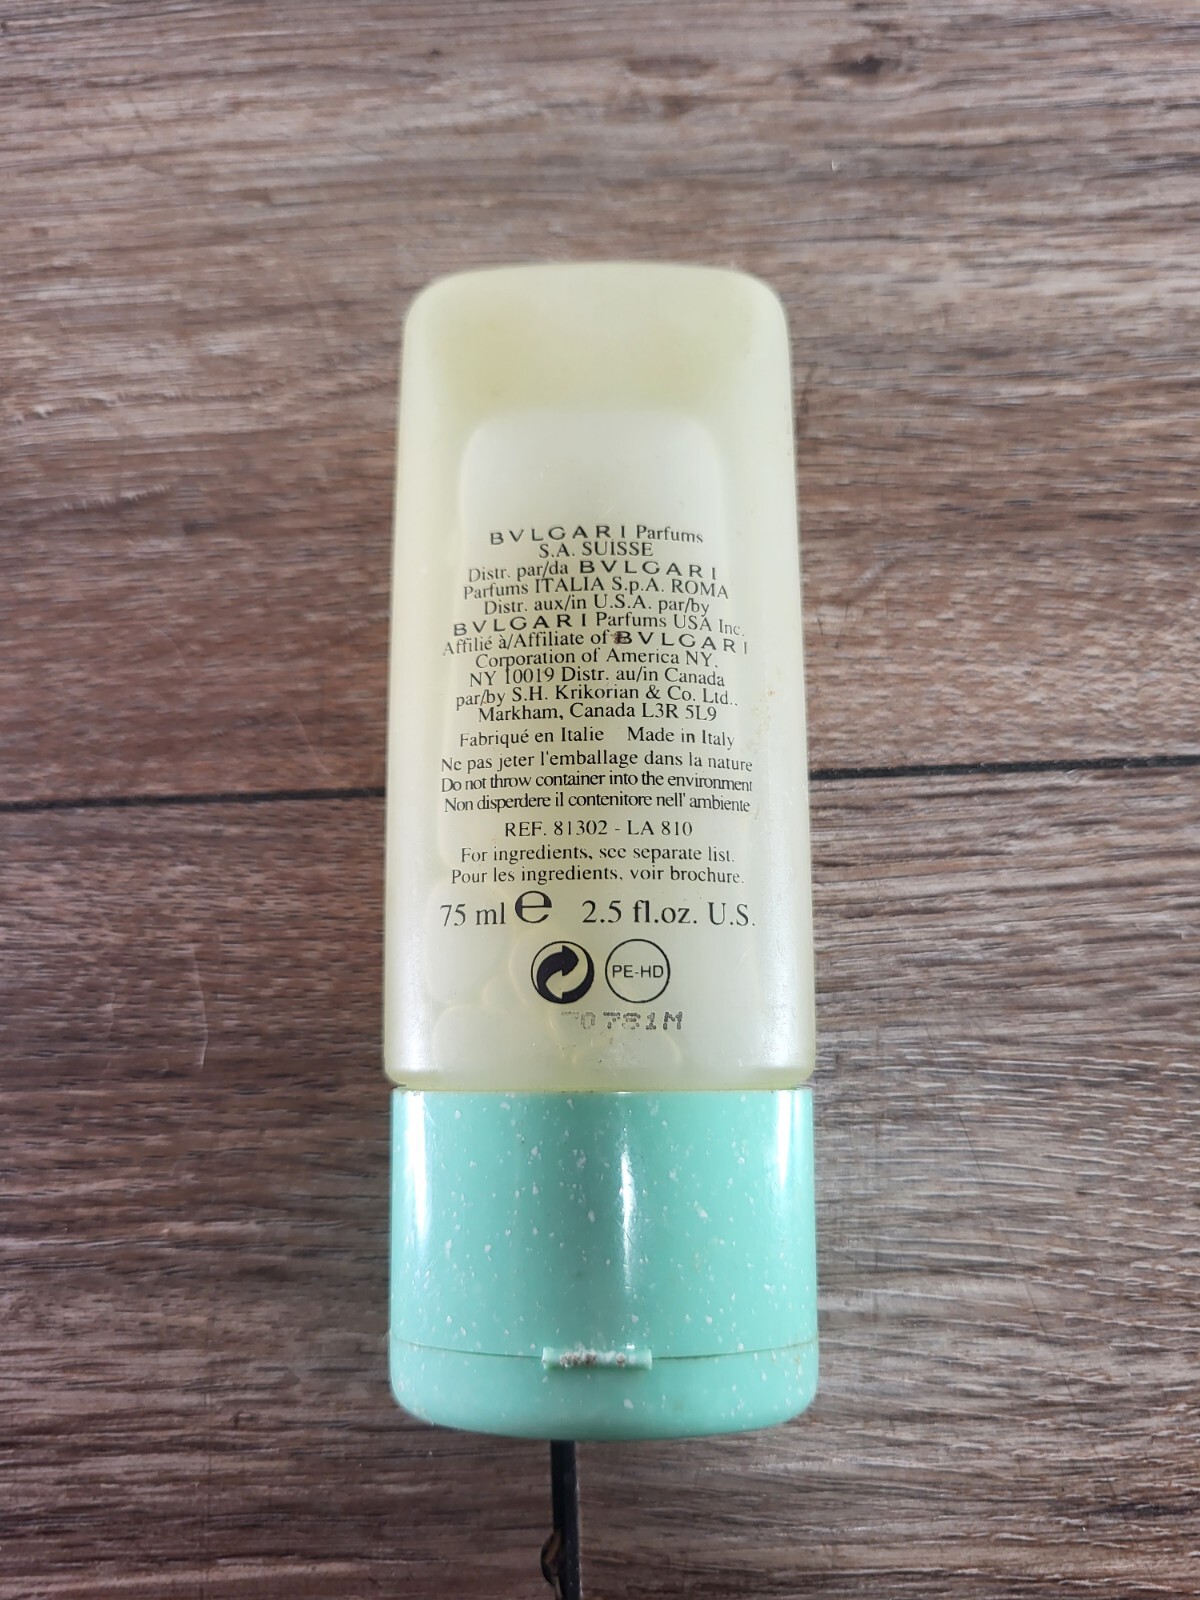 BVLGARI Parfums
S.A. SUISSE
Distr. par/da BVLGARI
Parfums ITALIA S.p.A. ROMA
Distr. aux/in U.S.A. par/by
BVLGARI Parfums USA Inc.
Affilié à/Affiliate of BVLGARI
Corporation of America NY,
NY 10019 Distr. au/in Canada
par/by S.H. Krikorian & Co. Ltd..
Markham, Canada L3R 5L9
Fabriqué en Italie Made in Italy
Ne pas jeter l'emballage dans la nature
Do not throw container into the environment
Non disperdere il contenitore nell' ambiente
REF. 81302 - LA 810
For ingredients, see separate list.
Pour les ingredients, voir brochure.
75 ml e 2.5 fl.oz. U.S.
PE-HD
70781M